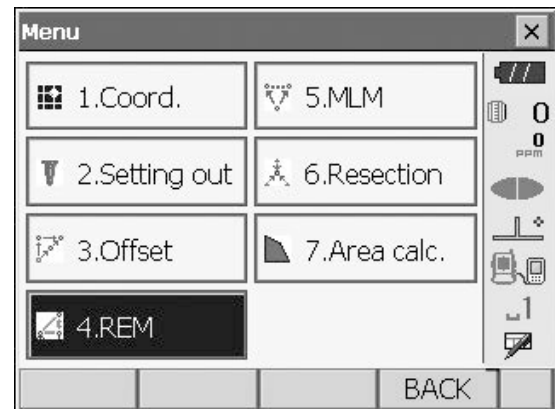 Menu
1.Coord.
5.MLM
2.Setting out
6.Resection
3.Offset
7.Area calc.
4.REM
0
0
PPM
1
BACK